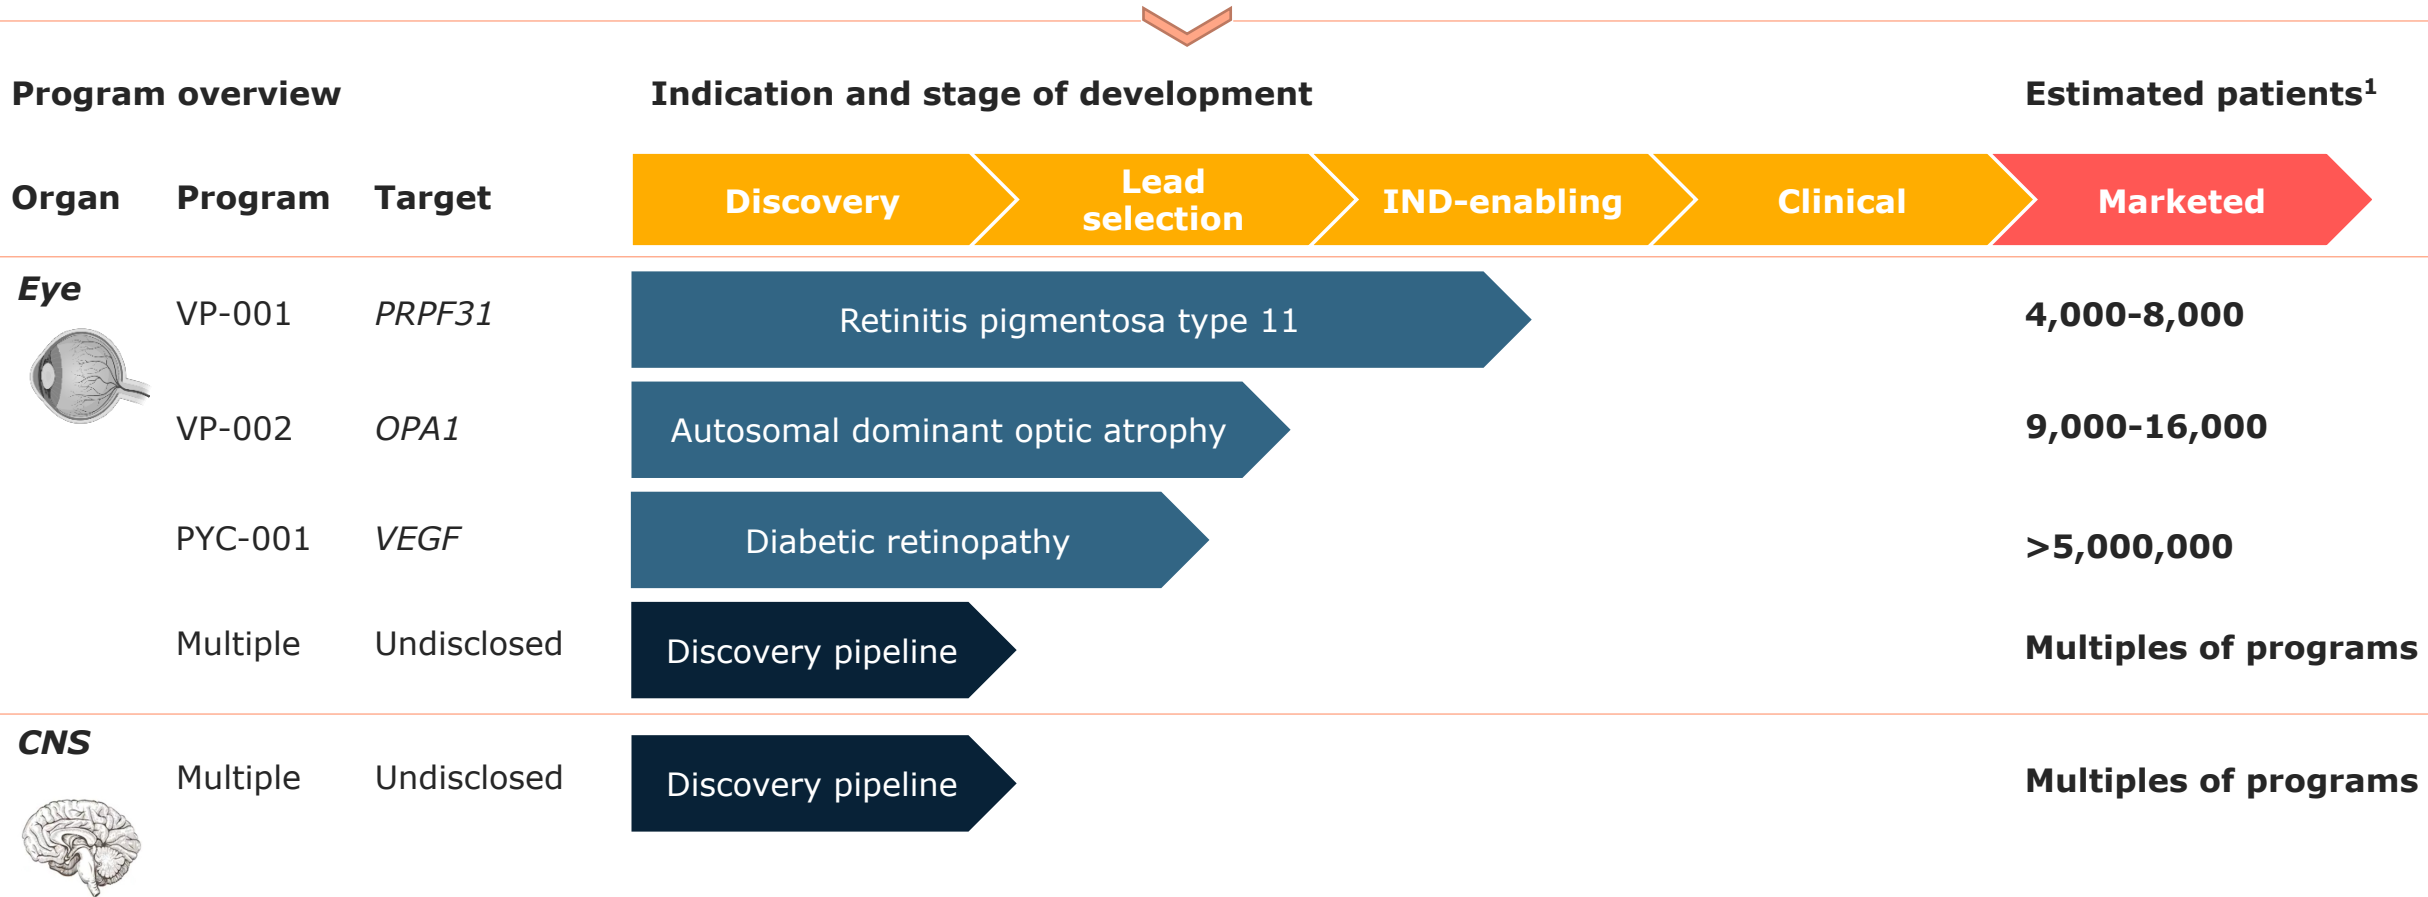 Program overview
Indication and stage of development
Estimated patients1
Organ
Program
Target
Discovery
Lead
selection
IND-enabling
Clinical
Marketed
Eye
VP-001
PRPF31
Retinitis pigmentosa type 11
4,000-8,000
VP-002
OPA1
Autosomal dominant optic atrophy
9,000-16,000
PYC-001
VEGF
Diabetic retinopathy
>5,000,000
Multiple
Undisclosed
Discovery pipeline
Multiples of programs
CNS
Multiple
Undisclosed
Discovery pipeline
Multiples of programs